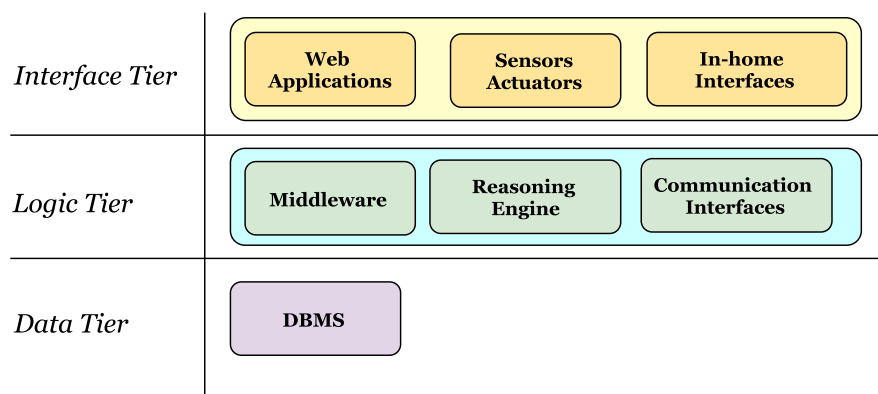 Interface Tier
Web
Applications
Sensors
Actuators
In-home
Interfaces
Logic Tier
Middleware
Reasoning
Engine
Communication
Interfaces
Data Tier
DBMS